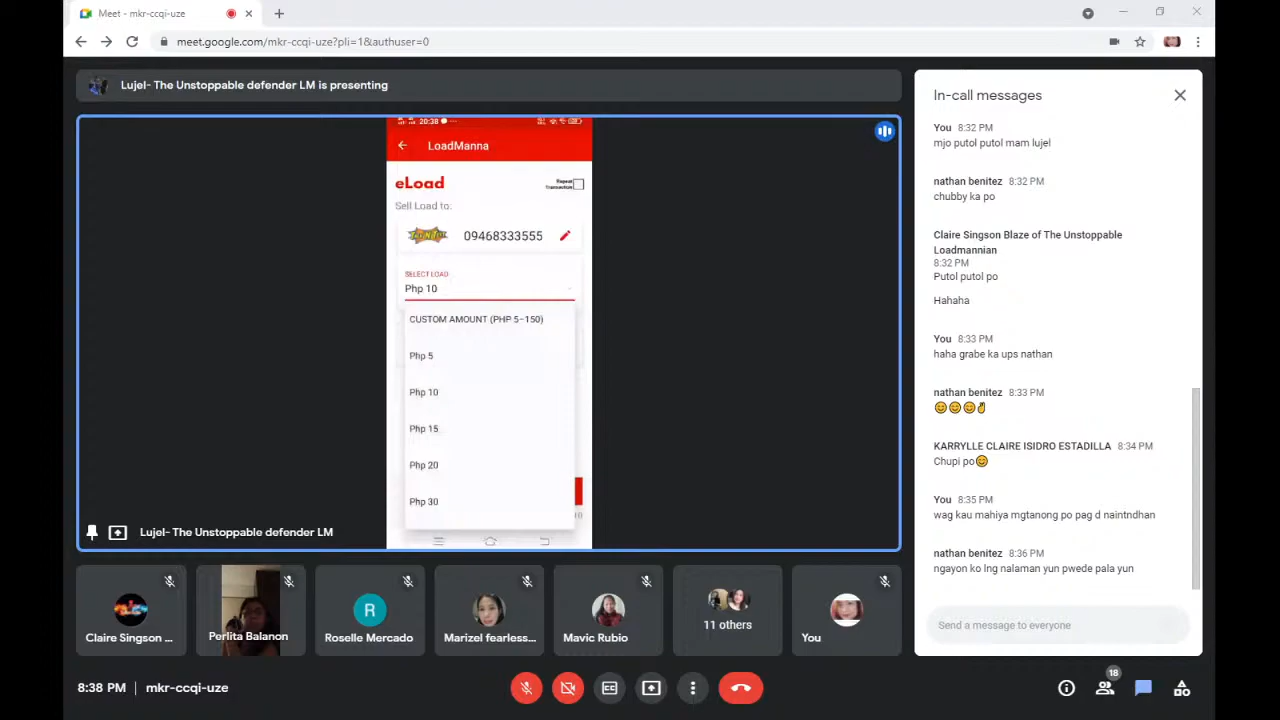 Meet - mkr-ccqi-uze
meet.google.com/mkr-ccqi-uze?pli=1&authuser=0
Lujel- The Unstoppable defender LM is presenting
20:38
LoadManna
eLoad
Repeat
Transaction
Sell Load to:
09468333555
SELECT LOAD
Php 10
CUSTOM AMOUNT (PHP 5-150)
Php 5
Php 10
Php 15
Php 20
Php 30
Lujel- The Unstoppable defender LM
Claire Singson ...
Perlita Balanon
R
Roselle Mercado
Marizel fearless...
Mavic Rubio
11 others
You
In-call messages
You 8:32 PM
mjo putol putol mam lujel
nathan benitez 8:32 PM
chubby ka po
Claire Singson Blaze of The Unstoppable
Loadmannian
8:32 PM
Putol putol po
Hahaha
You 8:33 PM
haha grabe ka ups nathan
nathan benitez 8:33 PM
😊😊😊✌
KARRYLLE CLAIRE ISIDRO ESTADILLA 8:34 PM
Chupi po😊
You 8:35 PM
wag kau mahiya mgtanong po pag d naintndhan
nathan benitez 8:36 PM
ngayon ko lng nalaman yun pwede pala yun
Send a message to everyone
8:38 PM | mkr-ccqi-uze
18